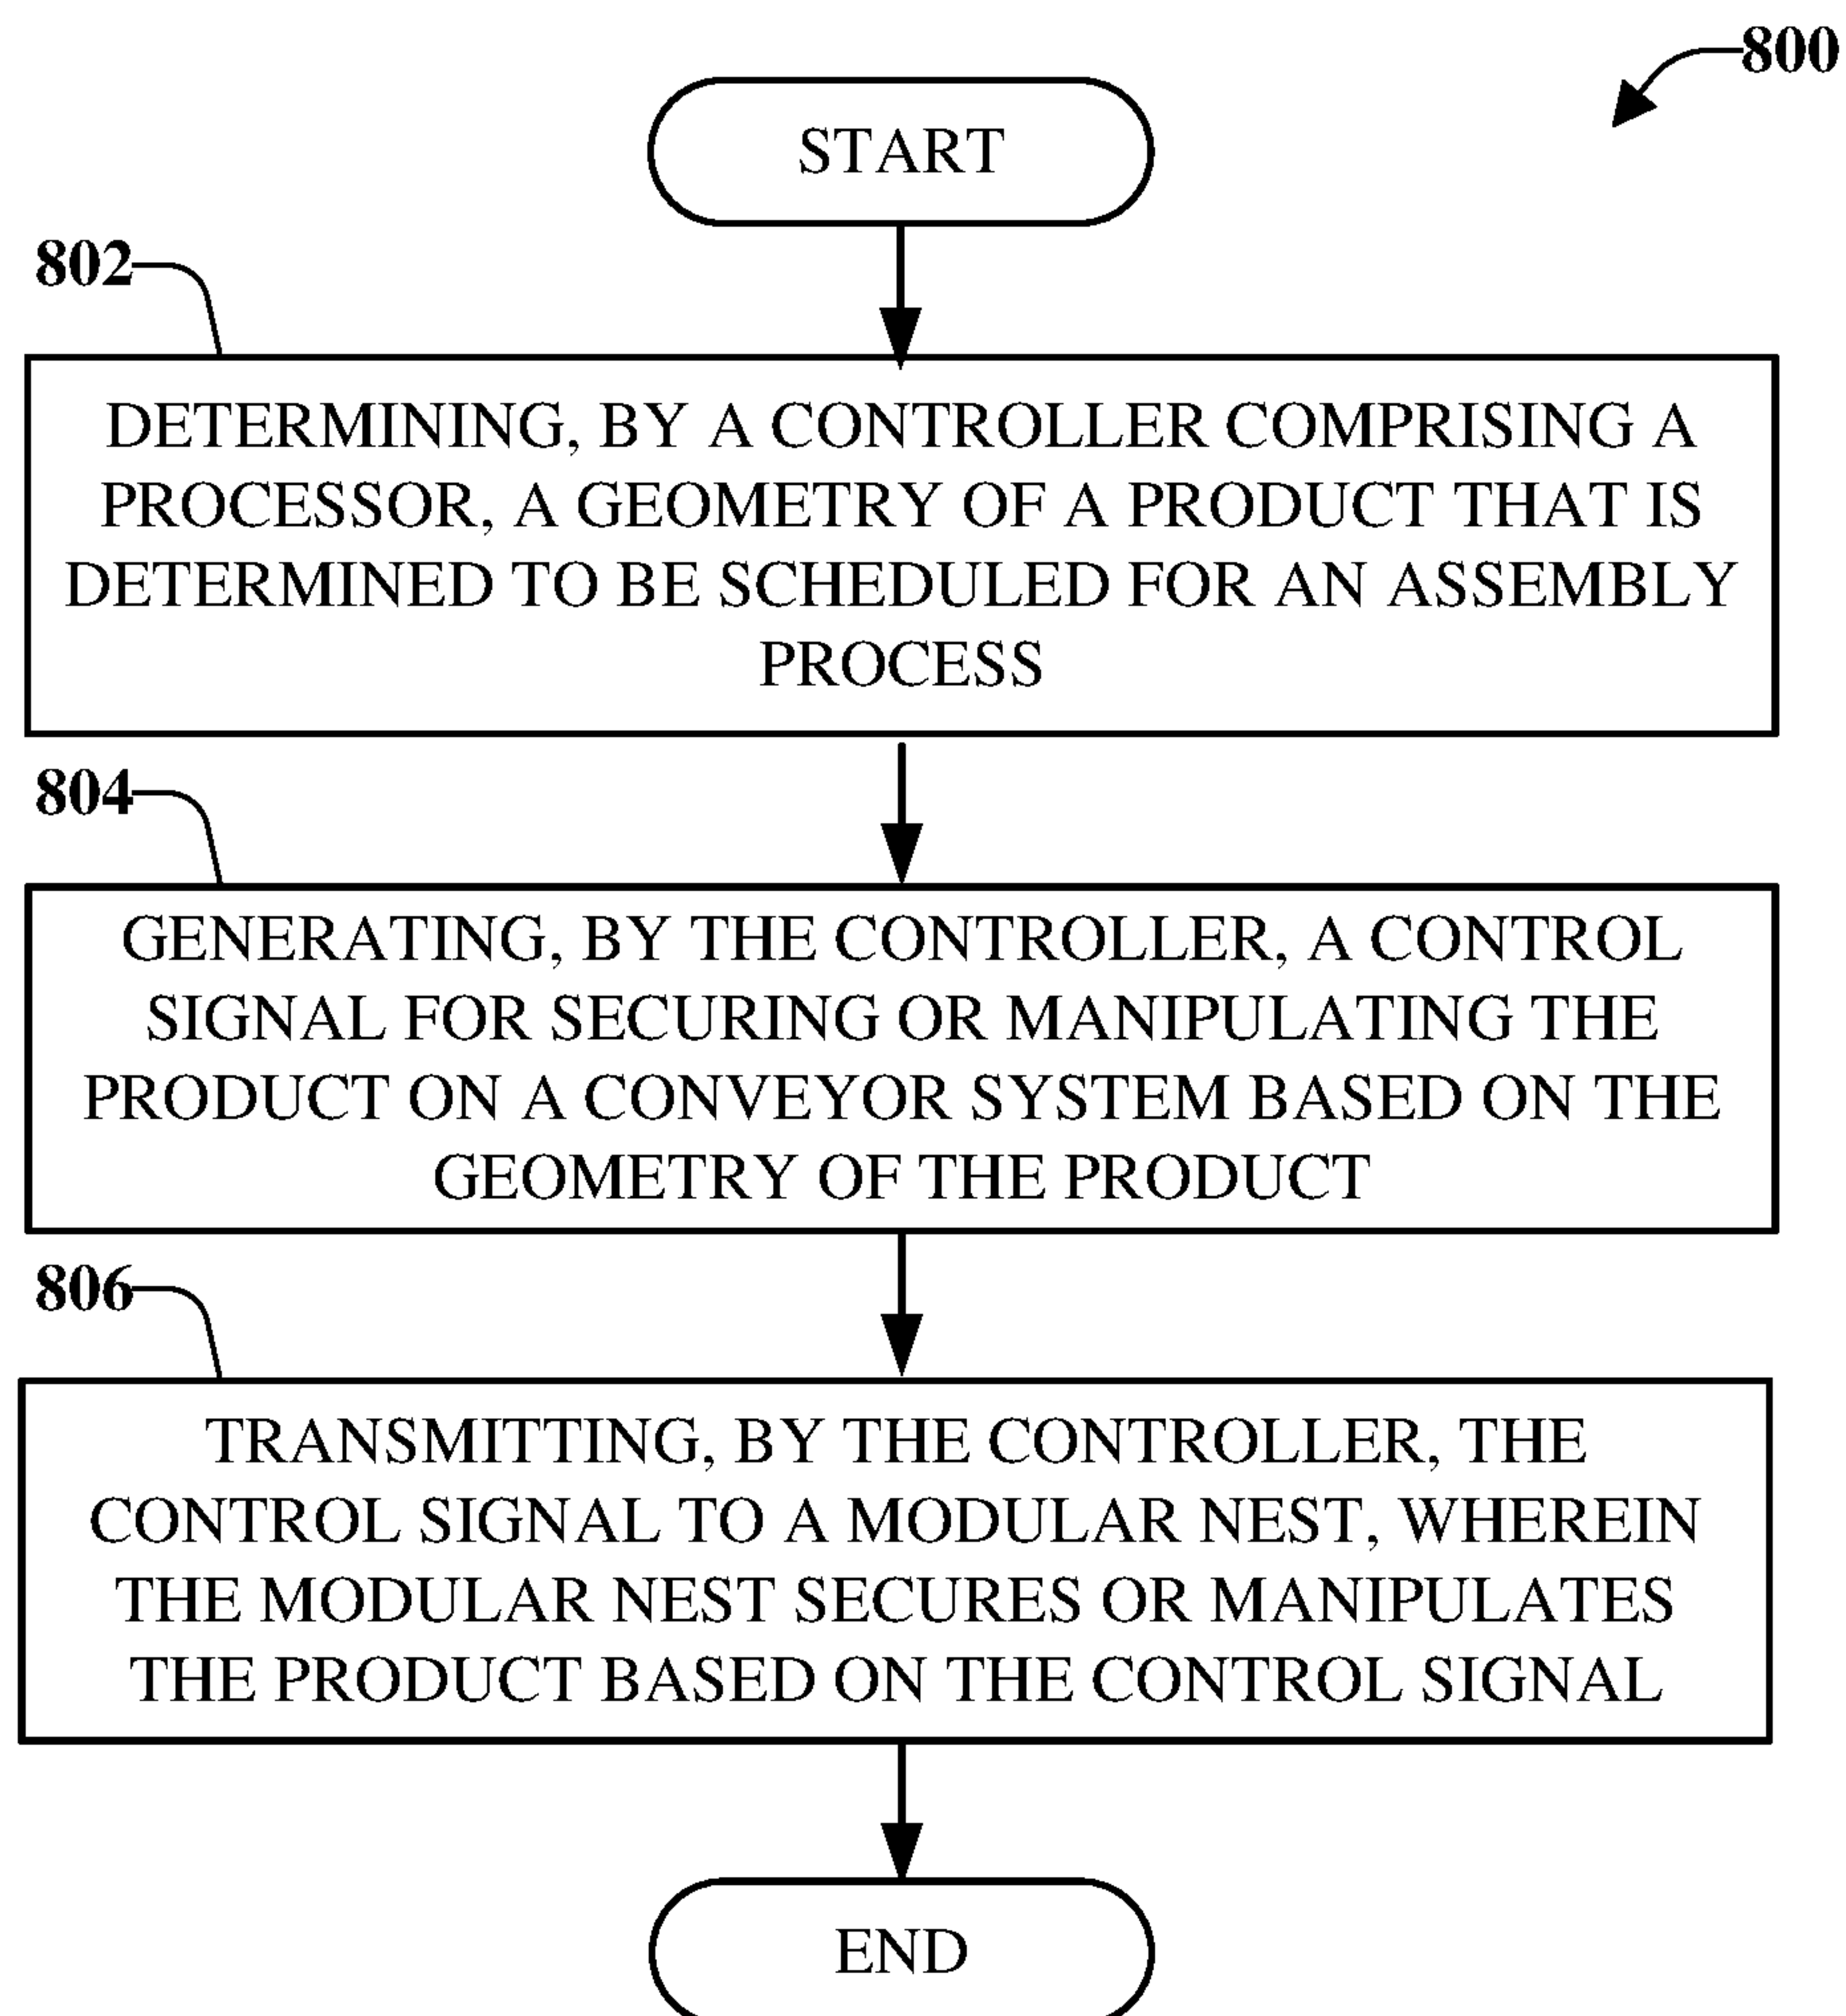 800
START
802
DETERMINING, BY A CONTROLLER COMPRISING A
PROCESSOR, A GEOMETRY OF A PRODUCT THAT IS
DETERMINED TO BE SCHEDULED FOR AN ASSEMBLY
PROCESS
804
GENERATING, BY THE CONTROLLER, A CONTROL
SIGNAL FOR SECURING OR MANIPULATING THE
PRODUCT ON A CONVEYOR SYSTEM BASED ON THE
GEOMETRY OF THE PRODUCT
806
TRANSMITTING, BY THE CONTROLLER, THE
CONTROL SIGNAL TO A MODULAR NEST, WHEREIN
THE MODULAR NEST SECURES OR MANIPULATES
THE PRODUCT BASED ON THE CONTROL SIGNAL
END